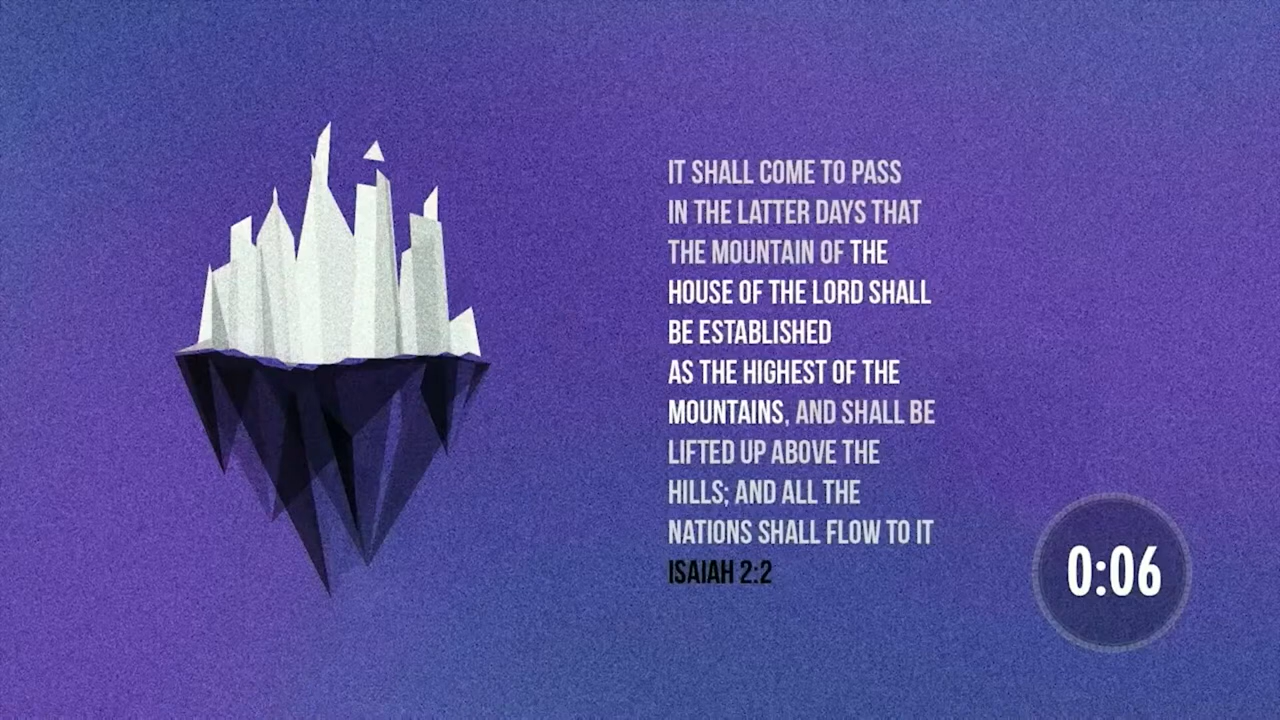 IT SHALL COME TO PASS
IN THE LATTER DAYS THAT
THE MOUNTAIN OF THE
HOUSE OF THE LORD SHALL
BE ESTABLISHED
AS THE HIGHEST OF THE
MOUNTAINS, AND SHALL BE
LIFTED UP ABOVE THE
HILLS; AND ALL THE
NATIONS SHALL FLOW TO IT
ISAIAH 2:2
0:06